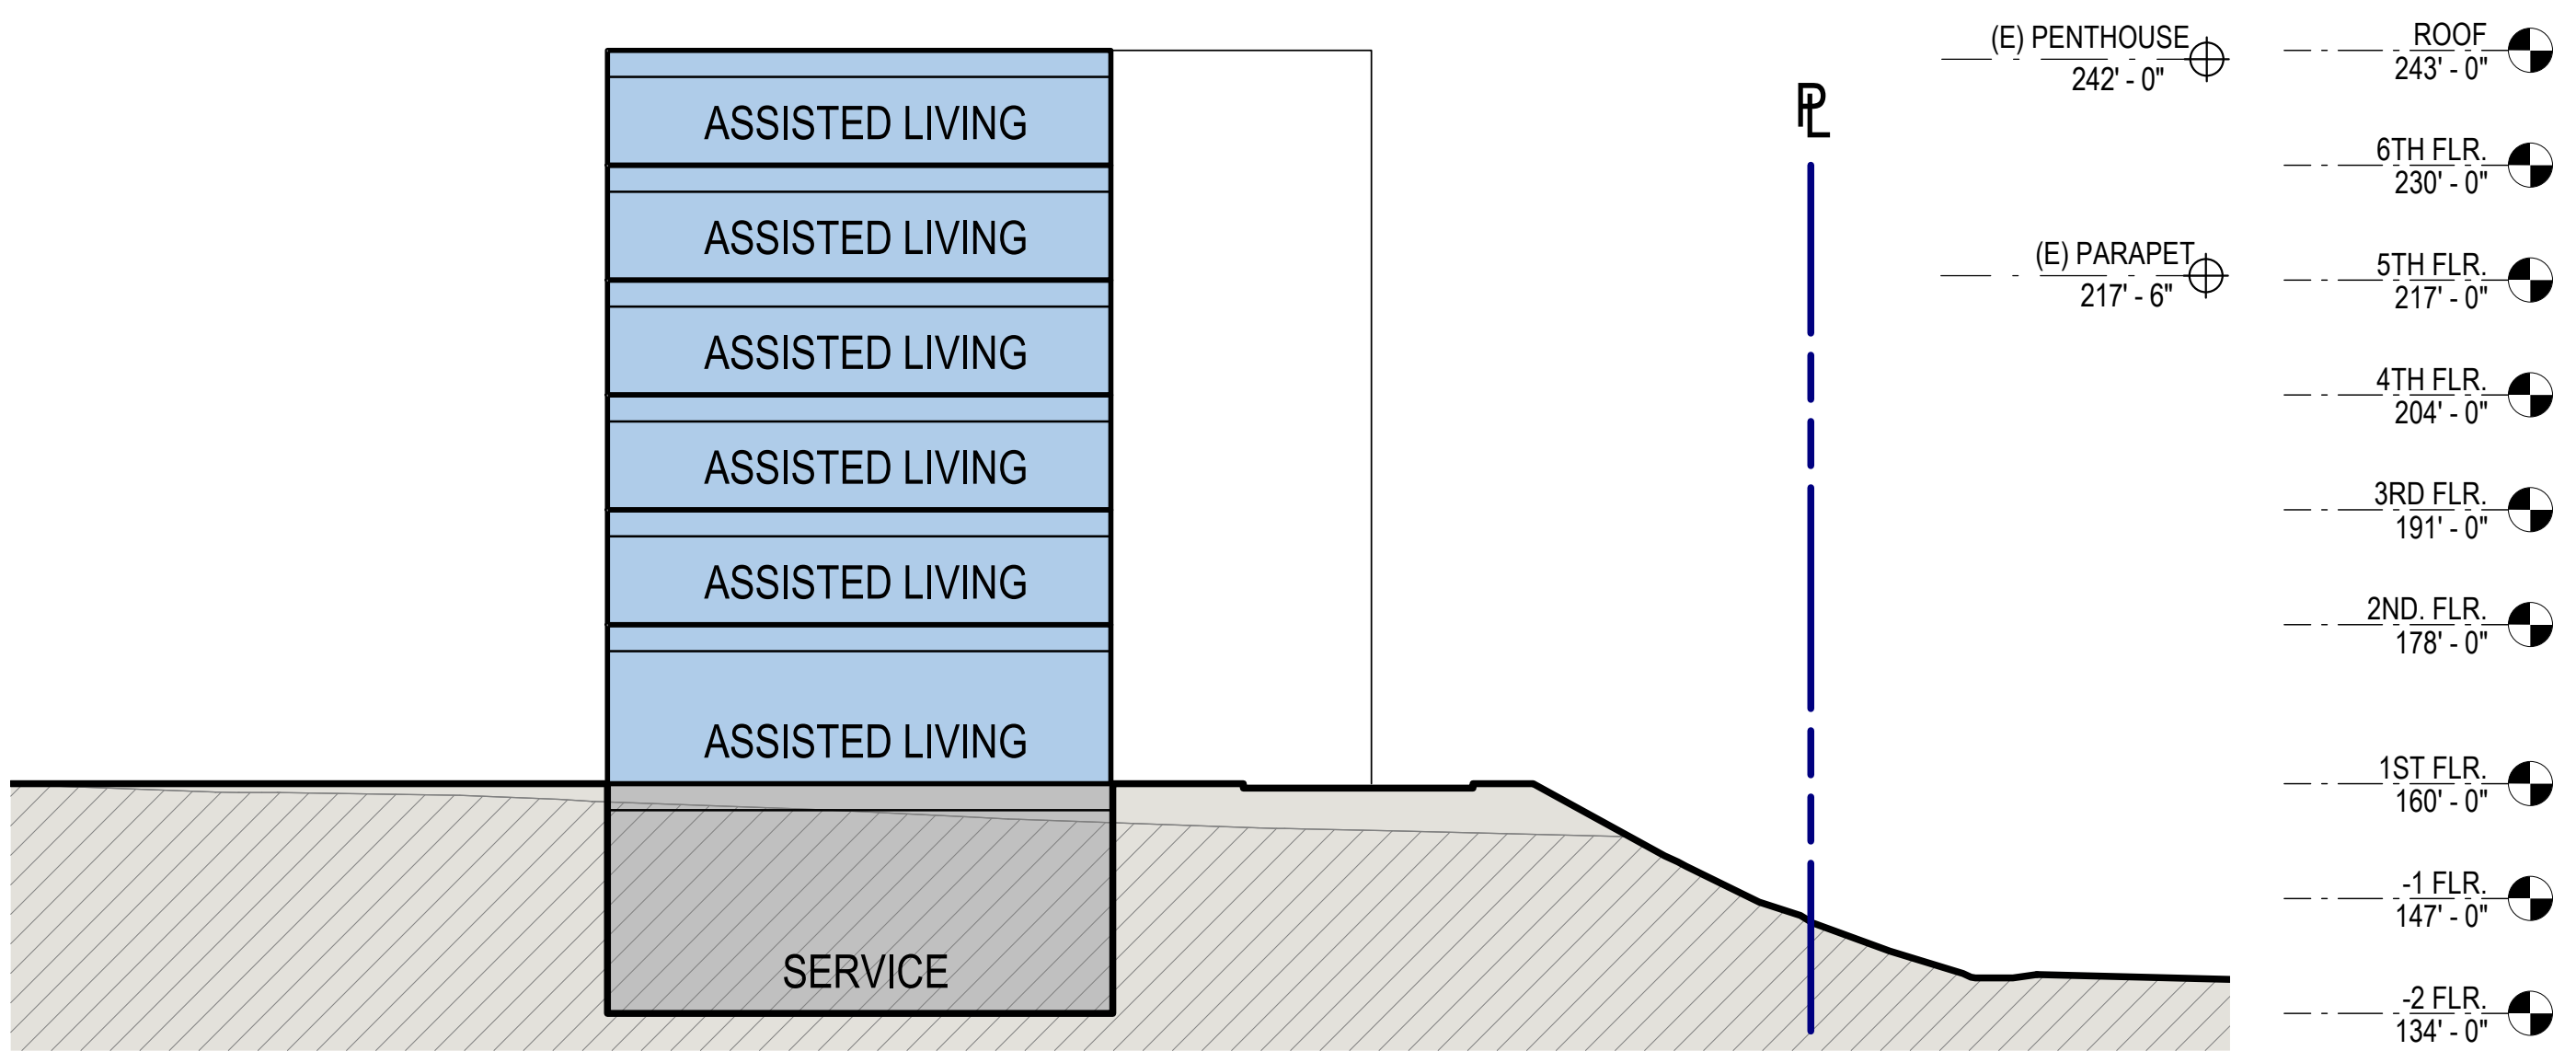 ASSISTED LIVING
ASSISTED LIVING
ASSISTED LIVING
ASSISTED LIVING
ASSISTED LIVING
ASSISTED LIVING
SERVICE
PL
(E) PENTHOUSE
242' - 0"
(E) PARAPET
217' - 6"
ROOF
243' - 0"
6TH FLR.
230' - 0"
5TH FLR.
217' - 0"
4TH FLR.
204' - 0"
3RD FLR.
191' - 0"
2ND. FLR.
178' - 0"
1ST FLR.
160' - 0"
-1 FLR.
147' - 0"
-2 FLR.
134' - 0"